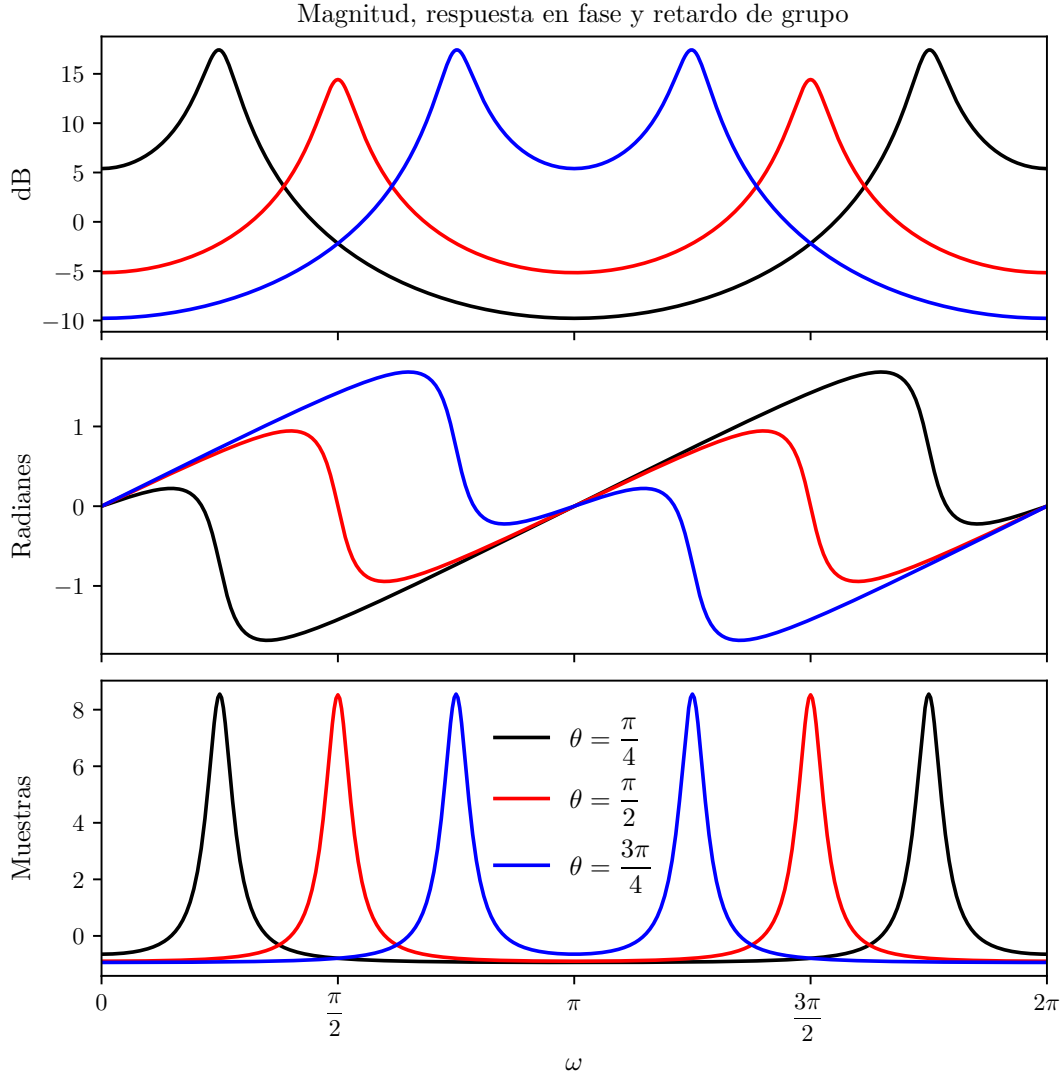 Magnitud, respuesta en fase y retardo de grupo
dB
15
10
5
0
−5
−10
Radianes
1
0
−1
Muestras
8
6
4
2
0
θ = π/4
θ = π/2
θ = 3π/4
0 π/2 π 3π/2 2π
ω